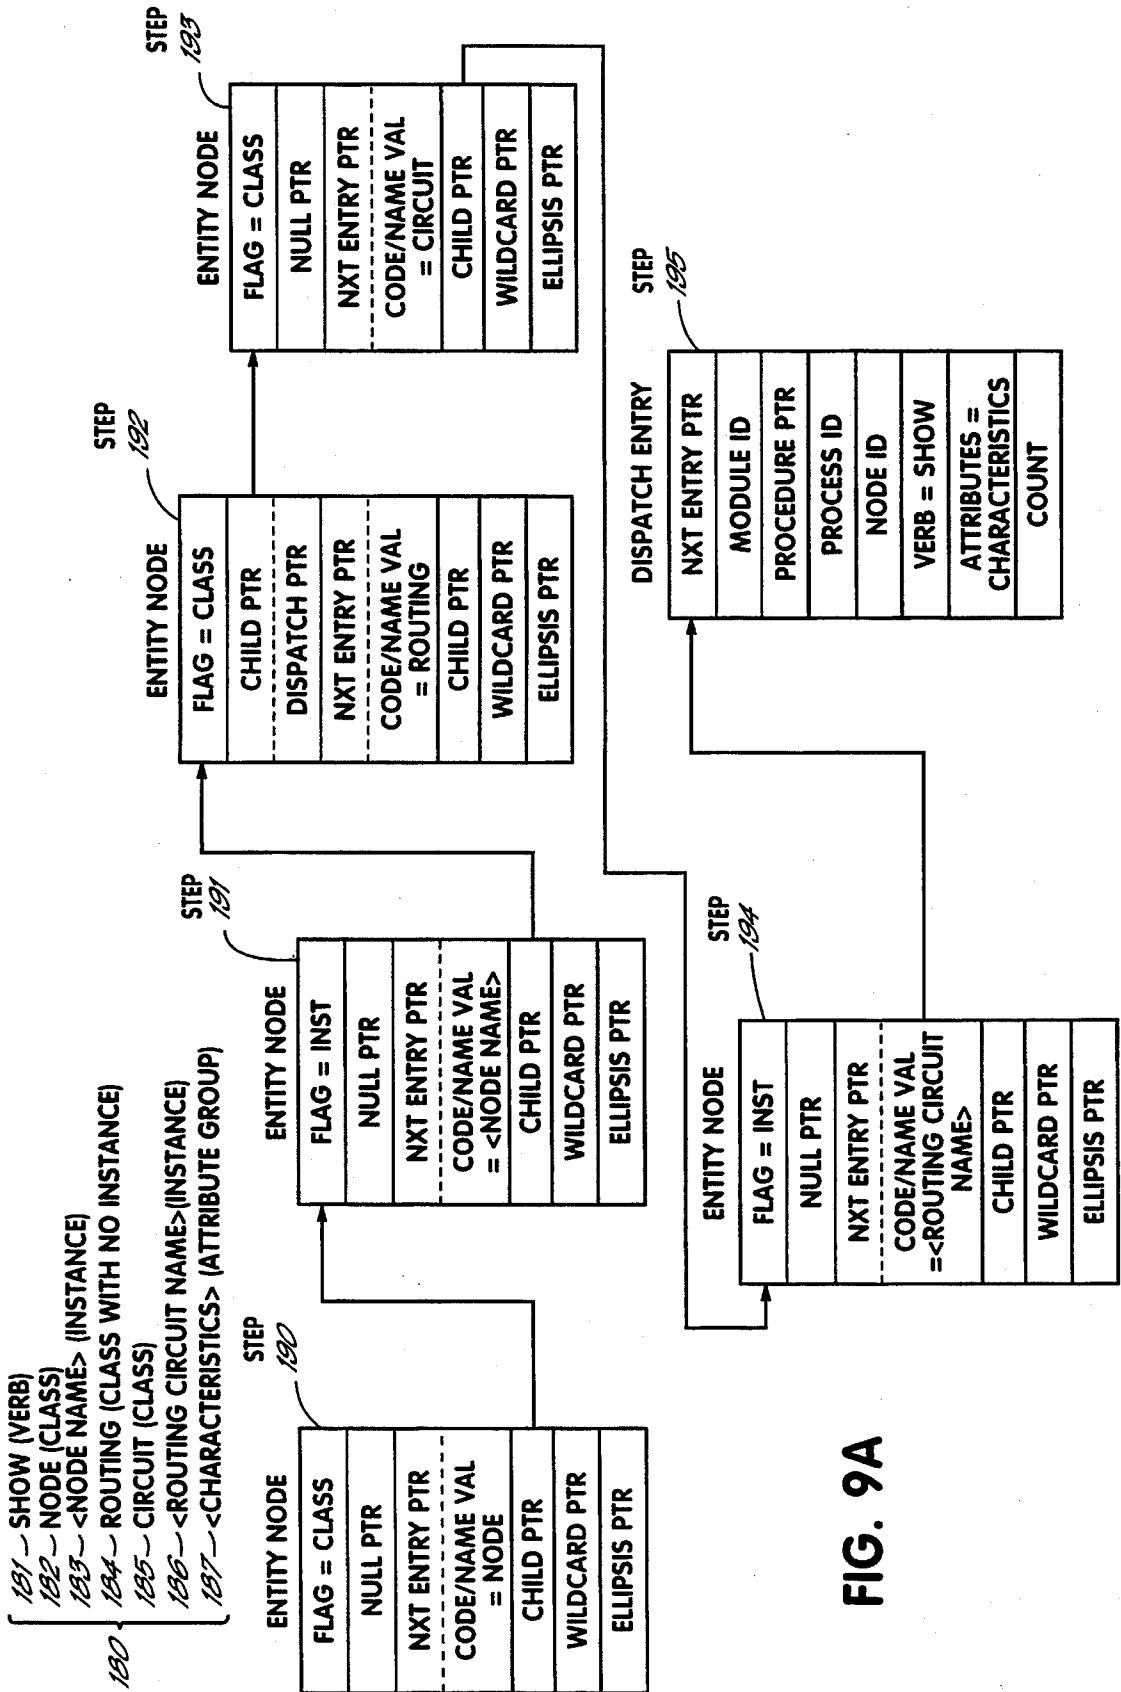 180
181 SHOW (VERB)
182 NODE (CLASS)
183 <NODE NAME> (INSTANCE)
184 ROUTING (CLASS WITH NO INSTANCE)
185 CIRCUIT (CLASS)
186 <ROUTING CIRCUIT NAME>(INSTANCE)
187 <CHARACTERISTICS> (ATTRIBUTE GROUP)
STEP
190
ENTITY NODE
FLAG = CLASS
NULL PTR
NXT ENTRY PTR
CODE/NAME VAL
= NODE
CHILD PTR
WILDCARD PTR
ELLIPSIS PTR
STEP
191
ENTITY NODE
FLAG = INST
NULL PTR
NXT ENTRY PTR
CODE/NAME VAL
= <NODE NAME>
CHILD PTR
WILDCARD PTR
ELLIPSIS PTR
STEP
192
ENTITY NODE
FLAG = CLASS
CHILD PTR
DISPATCH PTR
NXT ENTRY PTR
CODE/NAME VAL
= ROUTING
CHILD PTR
WILDCARD PTR
ELLIPSIS PTR
STEP
193
ENTITY NODE
FLAG = CLASS
NULL PTR
NXT ENTRY PTR
CODE/NAME VAL
= CIRCUIT
CHILD PTR
WILDCARD PTR
ELLIPSIS PTR
STEP
194
ENTITY NODE
FLAG = INST
NULL PTR
NXT ENTRY PTR
CODE/NAME VAL
=<ROUTING CIRCUIT
NAME>
CHILD PTR
WILDCARD PTR
ELLIPSIS PTR
STEP
195
DISPATCH ENTRY
NXT ENTRY PTR
MODULE ID
PROCEDURE PTR
PROCESS ID
NODE ID
VERB = SHOW
ATTRIBUTES =
CHARACTERISTICS
COUNT
FIG. 9A